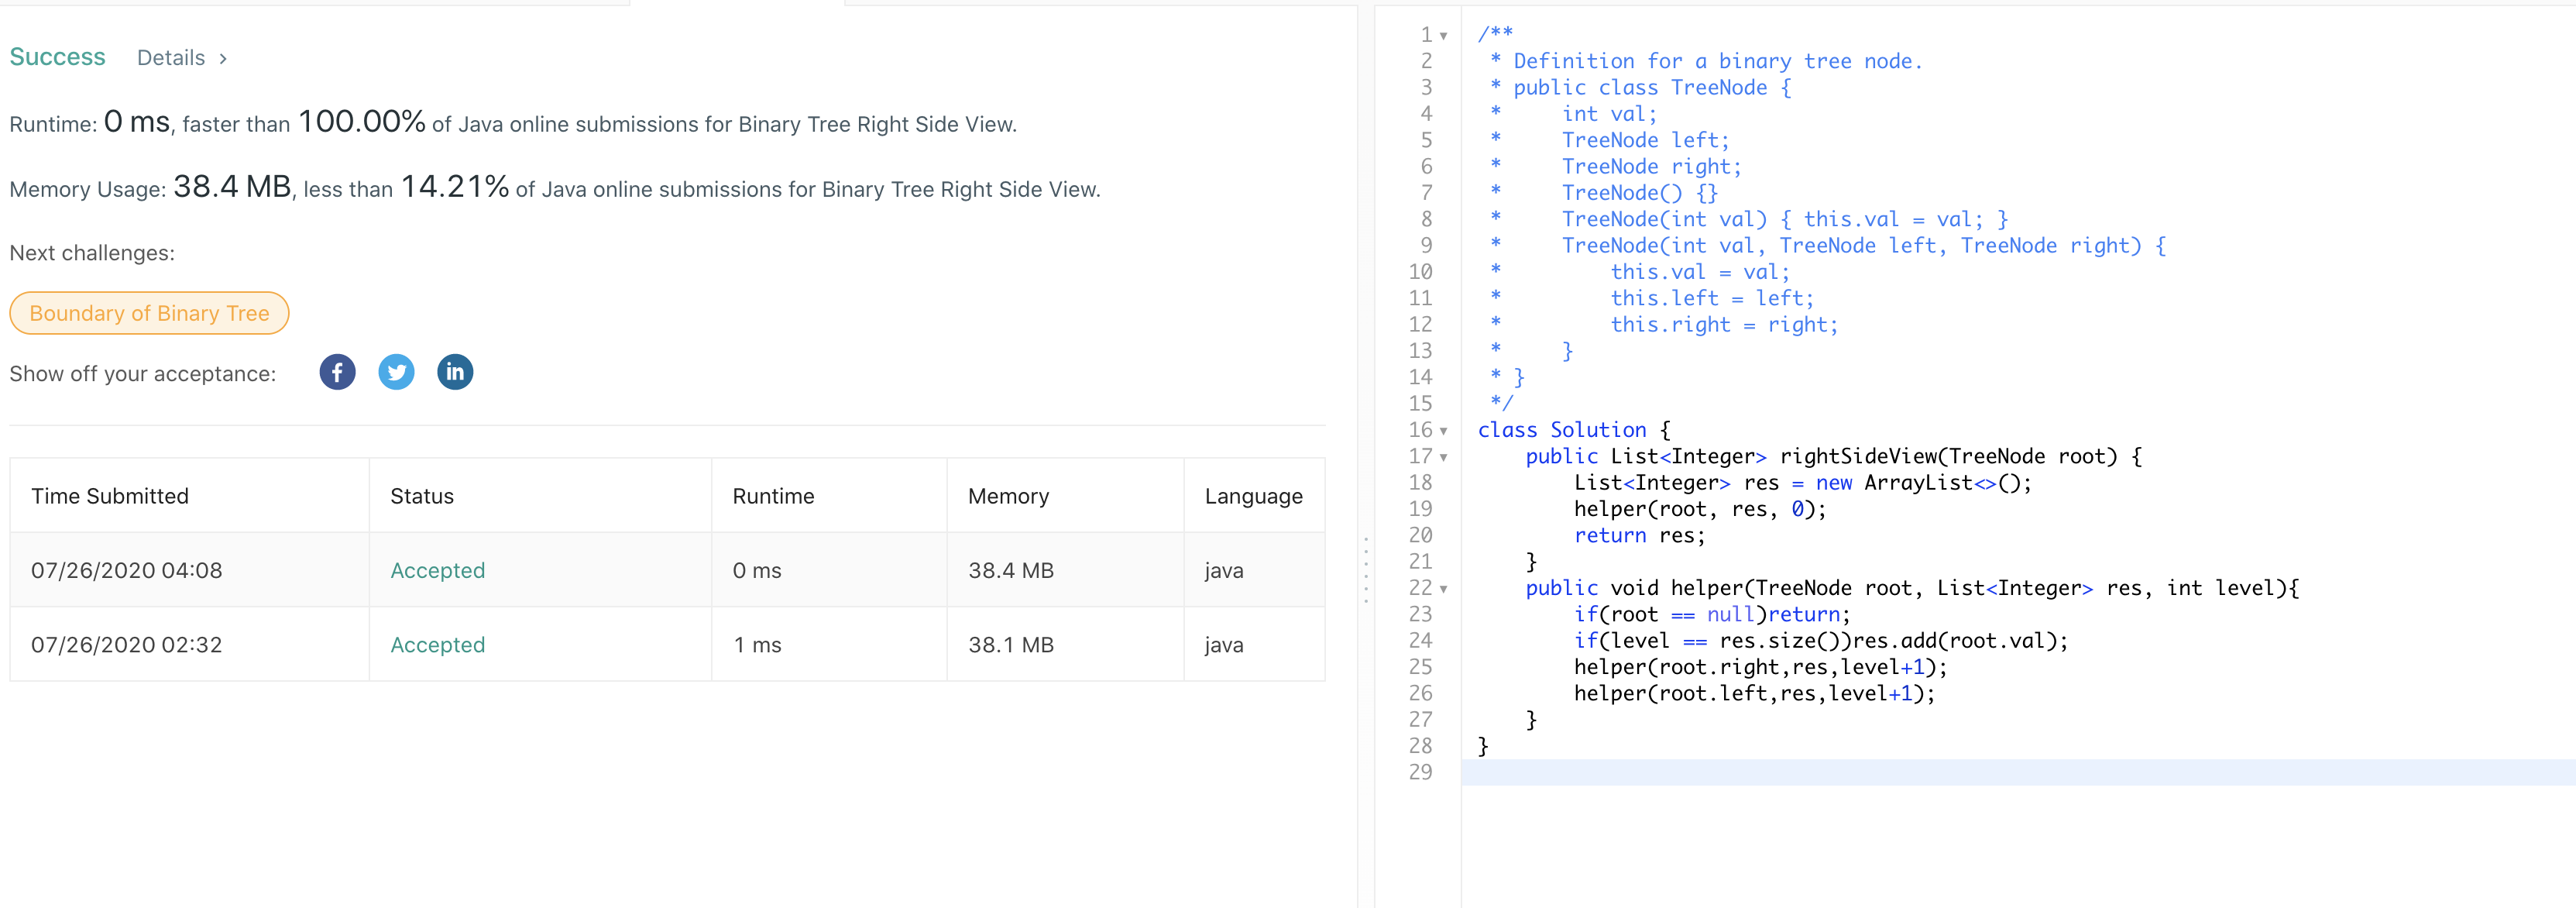 Success Details >
Runtime: 0 ms, faster than 100.00% of Java online submissions for Binary Tree Right Side View.
Memory Usage: 38.4 MB, less than 14.21% of Java online submissions for Binary Tree Right Side View.
Next challenges:
Boundary of Binary Tree
Show off your acceptance: f in
Time Submitted Status Runtime Memory Language
07/26/2020 04:08 Accepted 0 ms 38.4 MB java
07/26/2020 02:32 Accepted 1 ms 38.1 MB java
1 /**
2  * Definition for a binary tree node.
3  * public class TreeNode {
4  *     int val;
5  *     TreeNode left;
6  *     TreeNode right;
7  *     TreeNode() {}
8  *     TreeNode(int val) { this.val = val; }
9  *     TreeNode(int val, TreeNode left, TreeNode right) {
10  *         this.val = val;
11  *         this.left = left;
12  *         this.right = right;
13  *     }
14  * }
15  */
16 class Solution {
17     public List<Integer> rightSideView(TreeNode root) {
18         List<Integer> res = new ArrayList<>();
19         helper(root, res, 0);
20         return res;
21     }
22     public void helper(TreeNode root, List<Integer> res, int level){
23         if(root == null)return;
24         if(level == res.size())res.add(root.val);
25         helper(root.right,res,level+1);
26         helper(root.left,res,level+1);
27     }
28 }
29